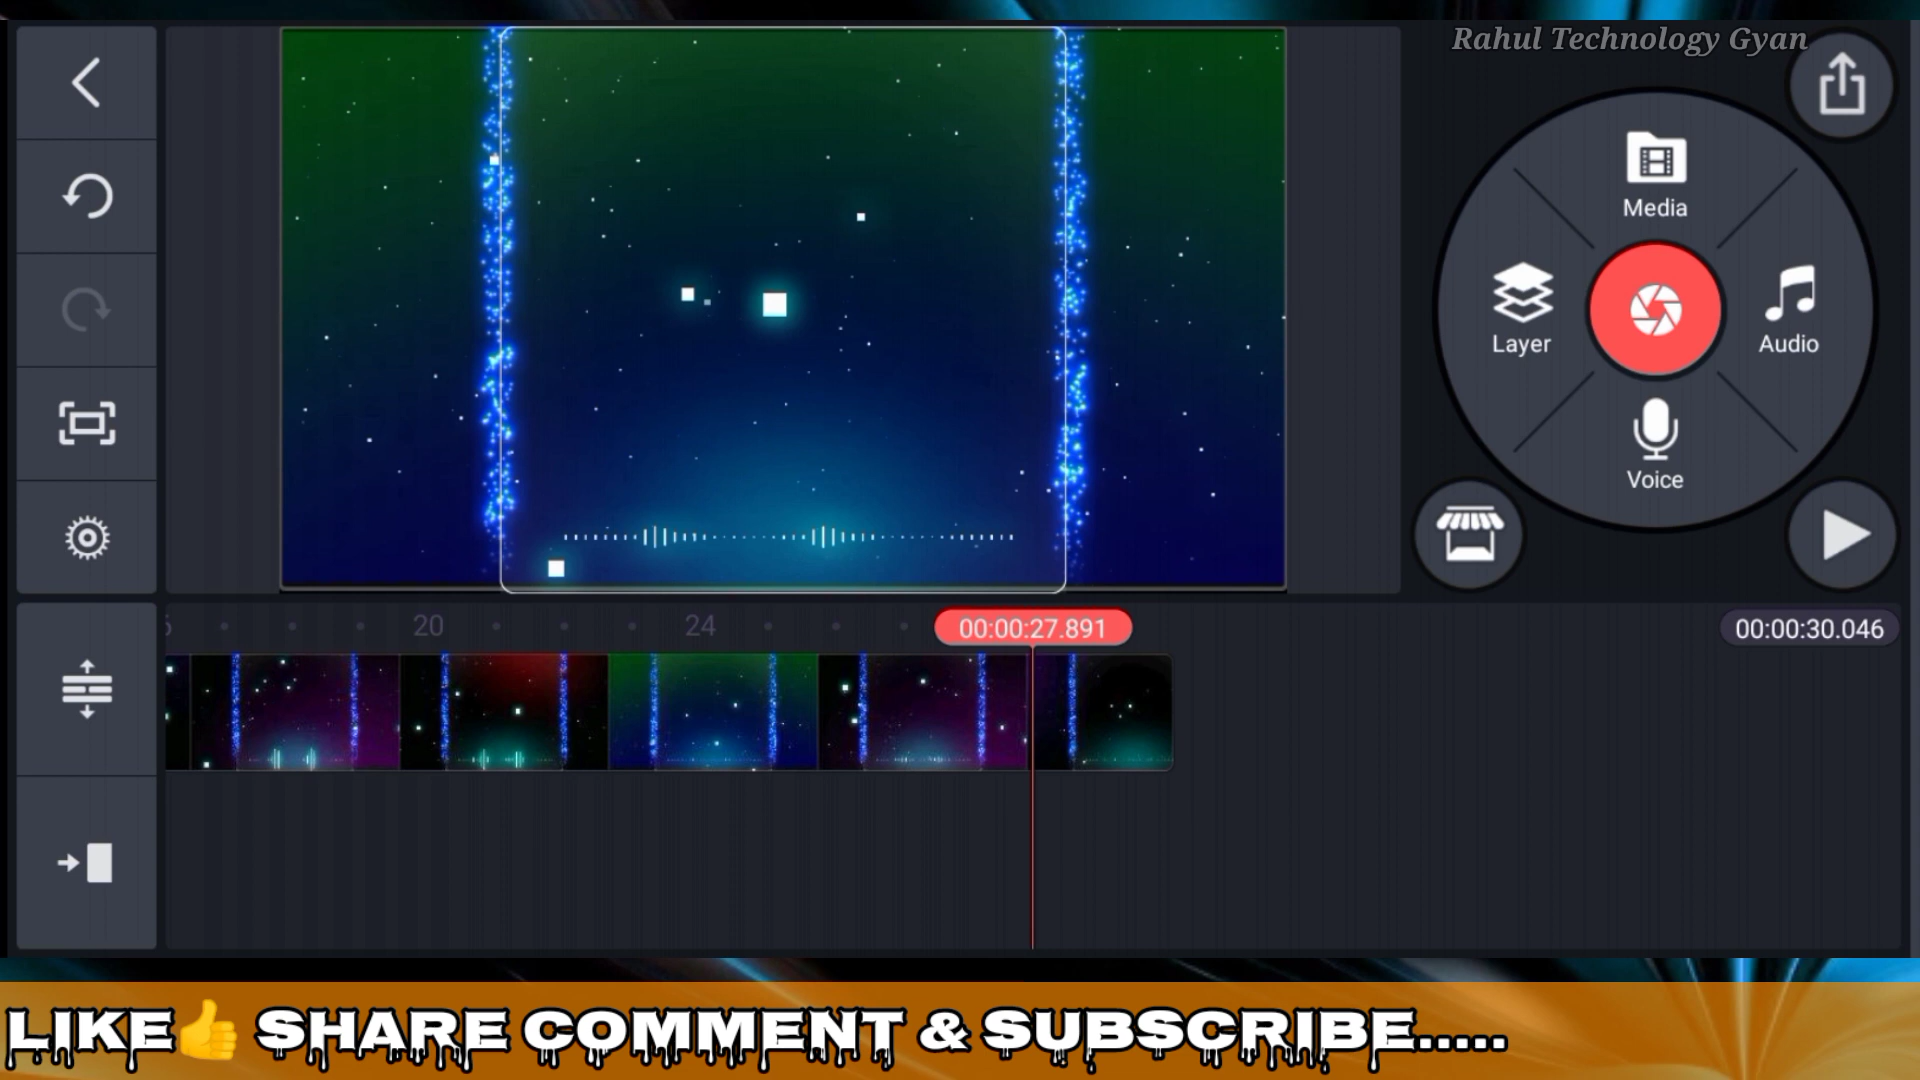 Rahul Technology Gyan
Media
Layer
Audio
Voice
20
24
00:00:27.891
00:00:30.046
LIKE👍 SHARE COMMENT & SUBSCRIBE.....